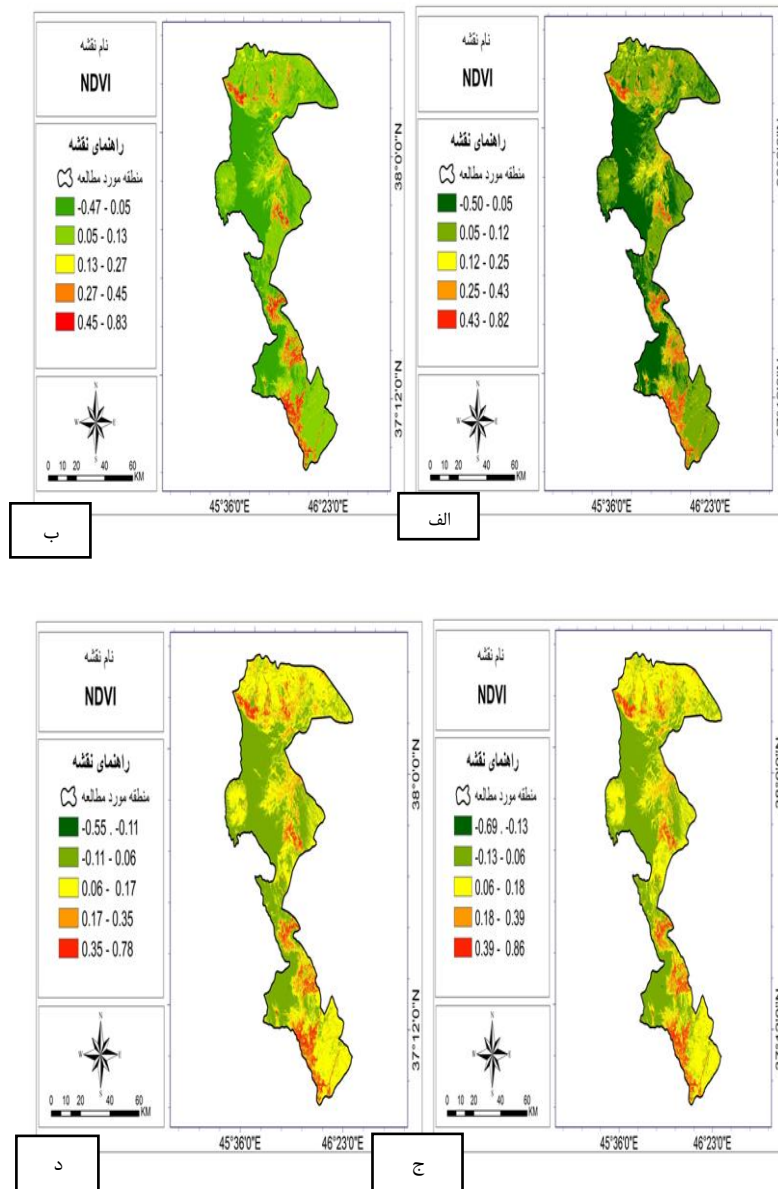 نام نقشه
NDVI
راهنمای نقشه
منطقه مورد مطالعه
-0.50 - 0.05
0.05 - 0.12
0.12 - 0.25
0.25 - 0.43
0.43 - 0.82
N
W E
S
0 10 20 40 60
KM
45°36'0"E 46°23'0"E
الف
نام نقشه
NDVI
راهنمای نقشه
منطقه مورد مطالعه
-0.47 - 0.05
0.05 - 0.13
0.13 - 0.27
0.27 - 0.45
0.45 - 0.83
N
W E
S
0 10 20 40 60
KM
38°0'0"N
37°12'0"N
45°36'0"E 46°23'0"E
ب
نام نقشه
NDVI
راهنمای نقشه
منطقه مورد مطالعه
-0.69 . -0.13
-0.13 - 0.06
0.06 - 0.18
0.18 - 0.39
0.39 - 0.86
N
W E
S
0 10 20 40 60
KM
45°36'0"E 46°23'0"E
ج
نام نقشه
NDVI
راهنمای نقشه
منطقه مورد مطالعه
-0.55 . -0.11
-0.11 - 0.06
0.06 - 0.17
0.17 - 0.35
0.35 - 0.78
N
W E
S
0 10 20 40 60
KM
38°0'0"N
37°12'0"N
45°36'0"E 46°23'0"E
د